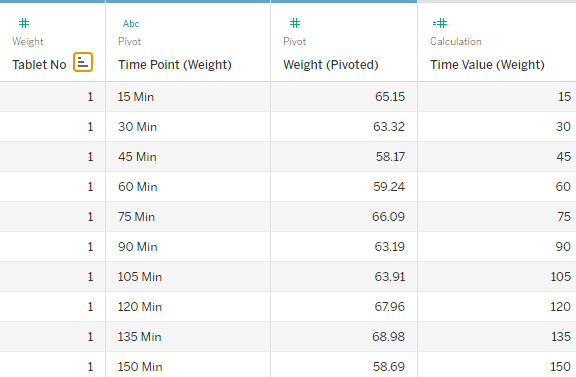 # Abc # =#
Weight Pivot Pivot Calculation
Tablet No Time Point (Weight) Weight (Pivoted) Time Value (Weight)
1 15 Min 65.15 15
1 30 Min 63.32 30
1 45 Min 58.17 45
1 60 Min 59.24 60
1 75 Min 66.09 75
1 90 Min 63.19 90
1 105 Min 63.91 105
1 120 Min 67.96 120
1 135 Min 68.98 135
1 150 Min 58.69 150